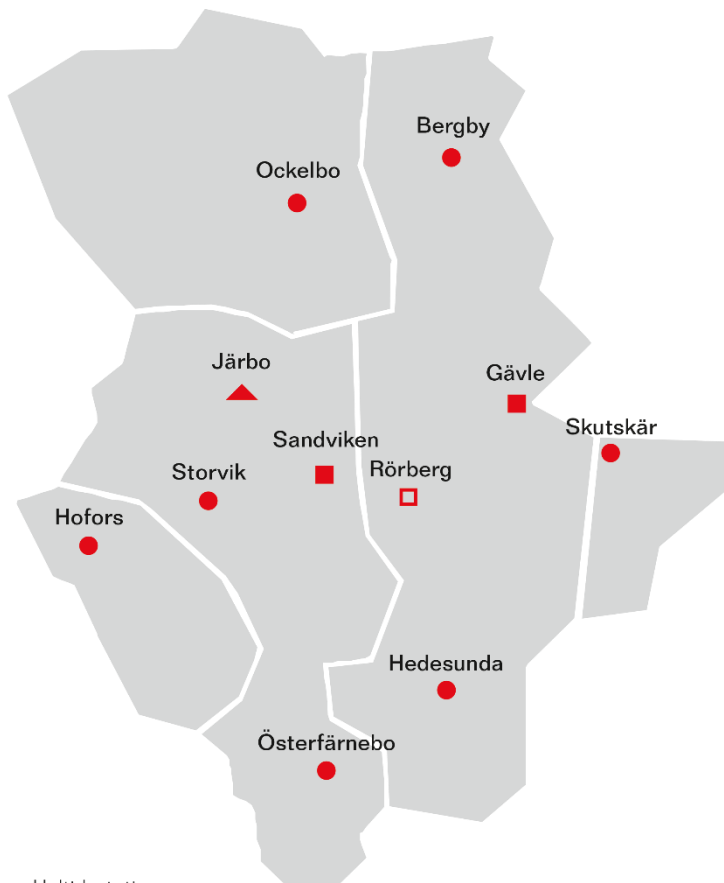 Bergby
Ockelbo
Järbo
Gävle
Skutskär
Sandviken
Rörberg
Storvik
Hofors
Hedesunda
Österfärnebo